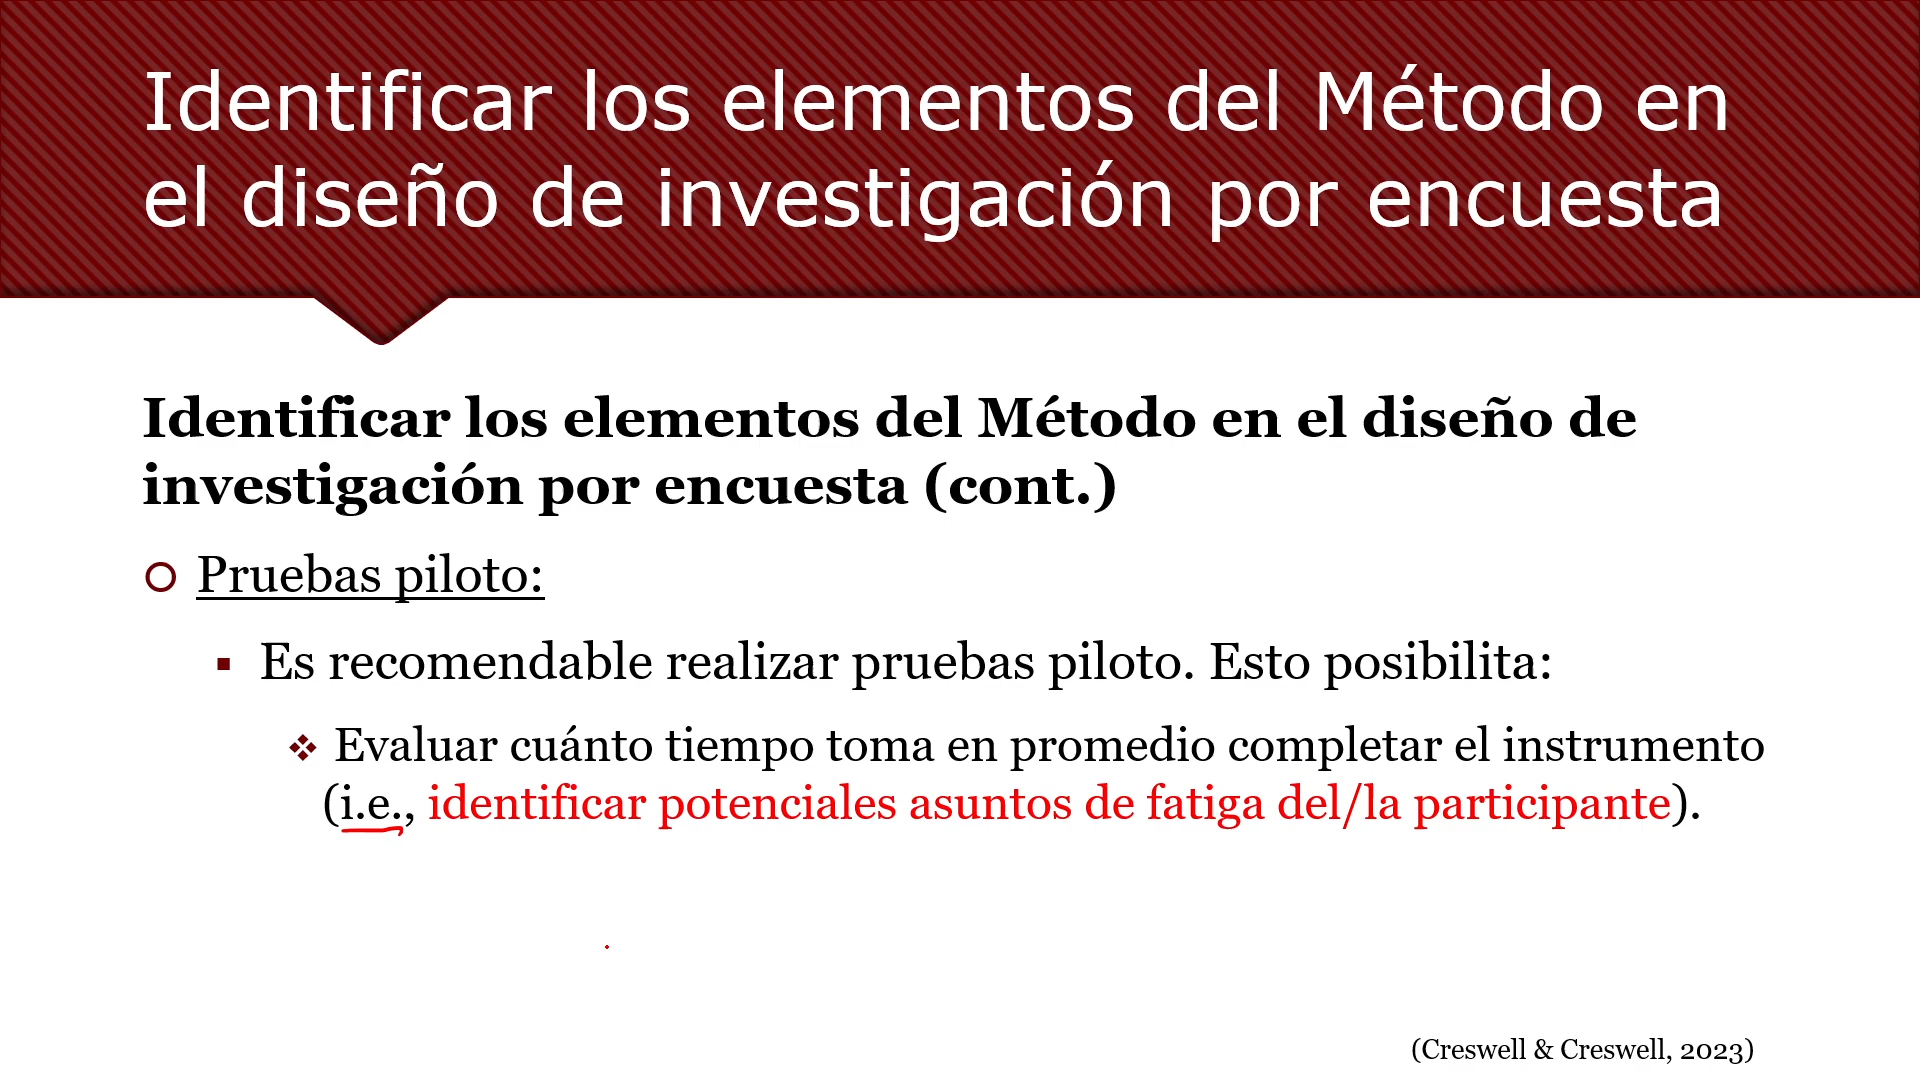 Identificar los elementos del Método en
el diseño de investigación por encuesta
Identificar los elementos del Método en el diseño de
investigación por encuesta (cont.)
Pruebas piloto:
Es recomendable realizar pruebas piloto. Esto posibilita:
Evaluar cuánto tiempo toma en promedio completar el instrumento
(i.e., identificar potenciales asuntos de fatiga del/la participante).
(Creswell & Creswell, 2023)